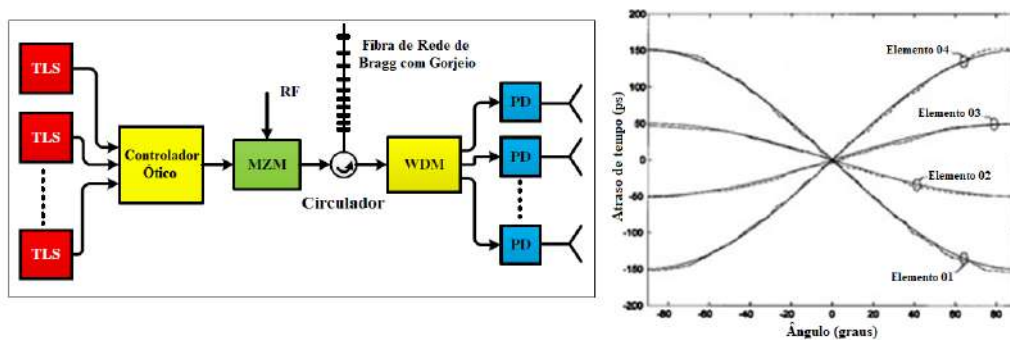 TLS
TLS
TLS
Controlador
Ótico
RF
MZM
Fibra de Rede de
Bragg com Gorjeio
Circulador
WDM
PD
PD
PD
Atraso de tempo (ps)
200
150
100
50
0
-50
-100
-150
-200
Elemento 04
Elemento 03
Elemento 02
Elemento 01
-80 -60 -40 -20 0 20 40 60 80
Ângulo (graus)